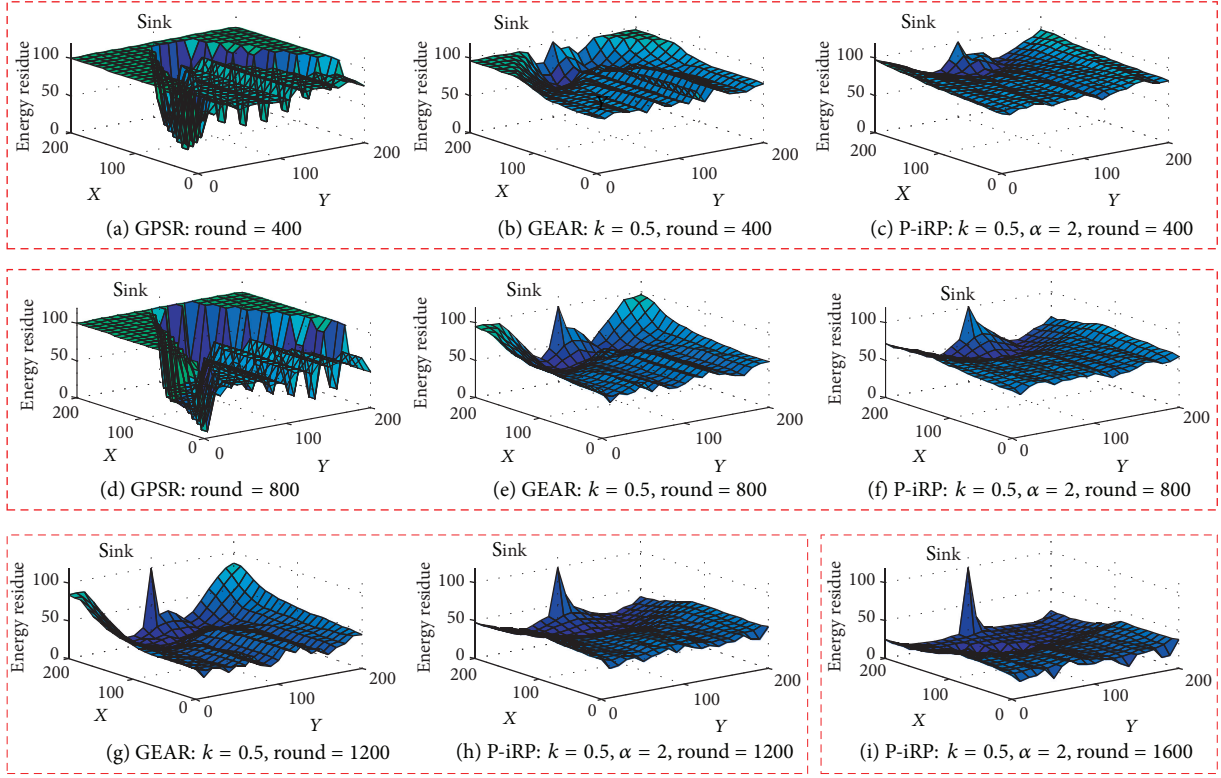 Sink
Energy residue
100
50
0
200
100
0
X
0
100
200
Y
(a) GPSR: round = 400
Energy residue
100
50
0
200
100
0
X
0
100
200
Y
Y
(b) GEAR: k = 0.5, round = 400
Energy residue
100
50
0
200
100
0
X
0
100
200
Y
(c) P-iRP: k = 0.5, α = 2, round = 400
Sink
Energy residue
100
50
0
200
100
0
X
0
100
200
Y
(d) GPSR: round = 800
Sink
Energy residue
100
50
0
200
100
0
X
0
100
200
Y
(e) GEAR: k = 0.5, round = 800
Sink
Energy residue
100
50
0
200
100
0
X
0
100
200
Y
(f) P-iRP: k = 0.5, α = 2, round = 800
Sink
Energy residue
100
50
0
200
100
0
X
0
100
200
Y
(g) GEAR: k = 0.5, round = 1200
Sink
Energy residue
100
50
0
200
100
0
X
0
100
200
Y
(h) P-iRP: k = 0.5, α = 2, round = 1200
Sink
Energy residue
100
50
0
200
100
0
X
0
100
200
Y
(i) P-iRP: k = 0.5, α = 2, round = 1600